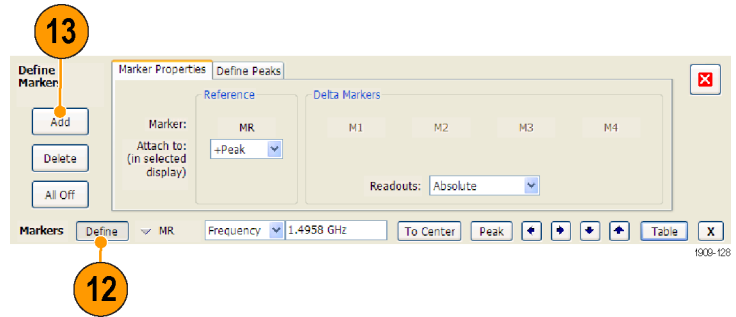 13
Define
Markers
Marker Properties
Define Peaks
Reference
Delta Markers
Add
Delete
All Off
Marker:
MR
M1
M2
M3
M4
Attach to:
(in selected
display)
+Peak
Readouts:
Absolute
Markers
Define
MR
Frequency
1.4958 GHz
To Center
Peak
Table
X
12
1909-128